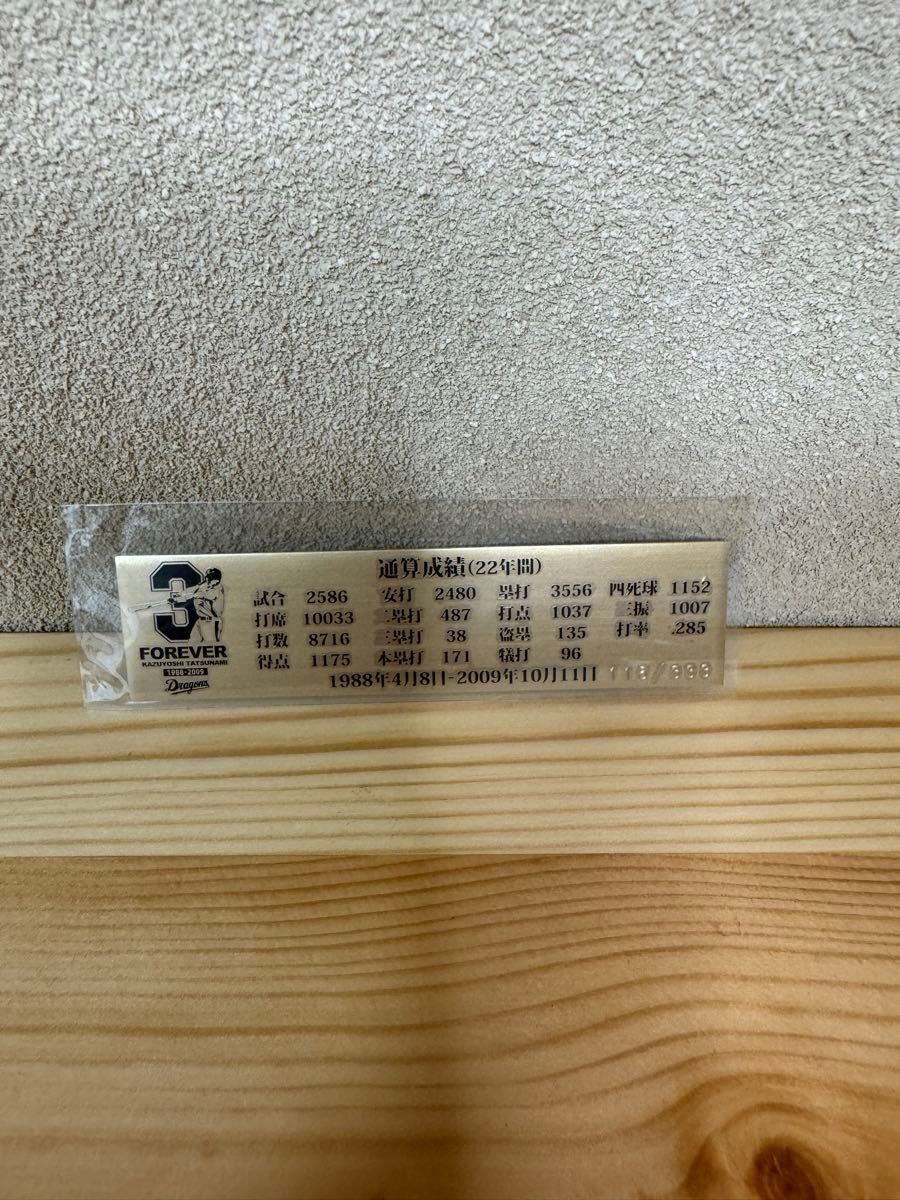 通算成績(22年間)
試合 2586 安打 2480 塁打 3556 四死球 1152
打席 10033 二塁打 487 打点 1037 三振 1007
打数 8716 三塁打 38 盗塁 135 打率 .285
得点 1175 本塁打 171 犠打 96
1988年4月8日-2009年10月11日
3
FOREVER
KAZUYOSHI TATSUNAMI
1988-2009
Dragons